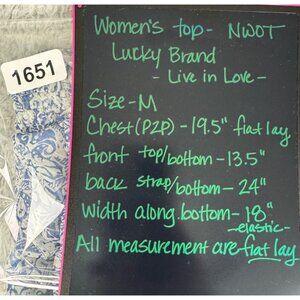 1651
Women's top - NWOT
Lucky Brand
- Live in Love -
Size - M
Chest (P2P) - 19.5" flat lay
front top/bottom - 13.5"
back strap/bottom - 24"
Width along bottom - 18"
- elastic -
All measurement are flat lay